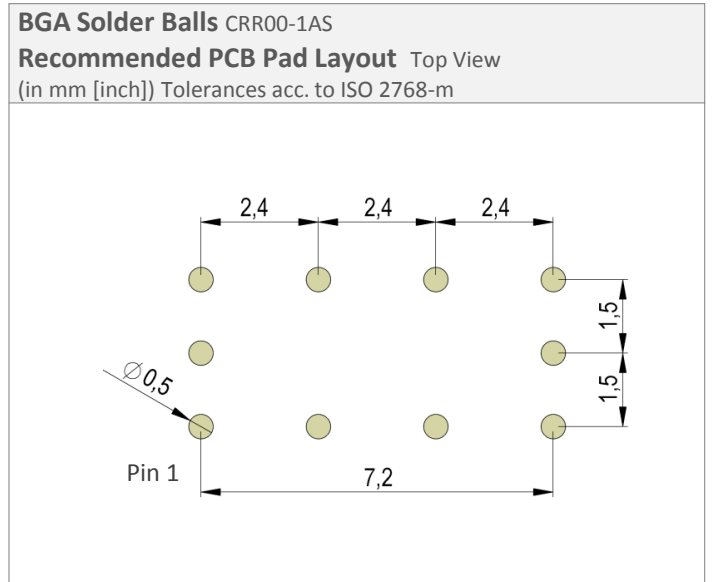 BGA Solder Balls CRR00-1AS
Recommended PCB Pad Layout Top View
(in mm [inch]) Tolerances acc. to ISO 2768-m
2,4 2,4 2,4
1,5
∅0,5
1,5
Pin 1
7,2